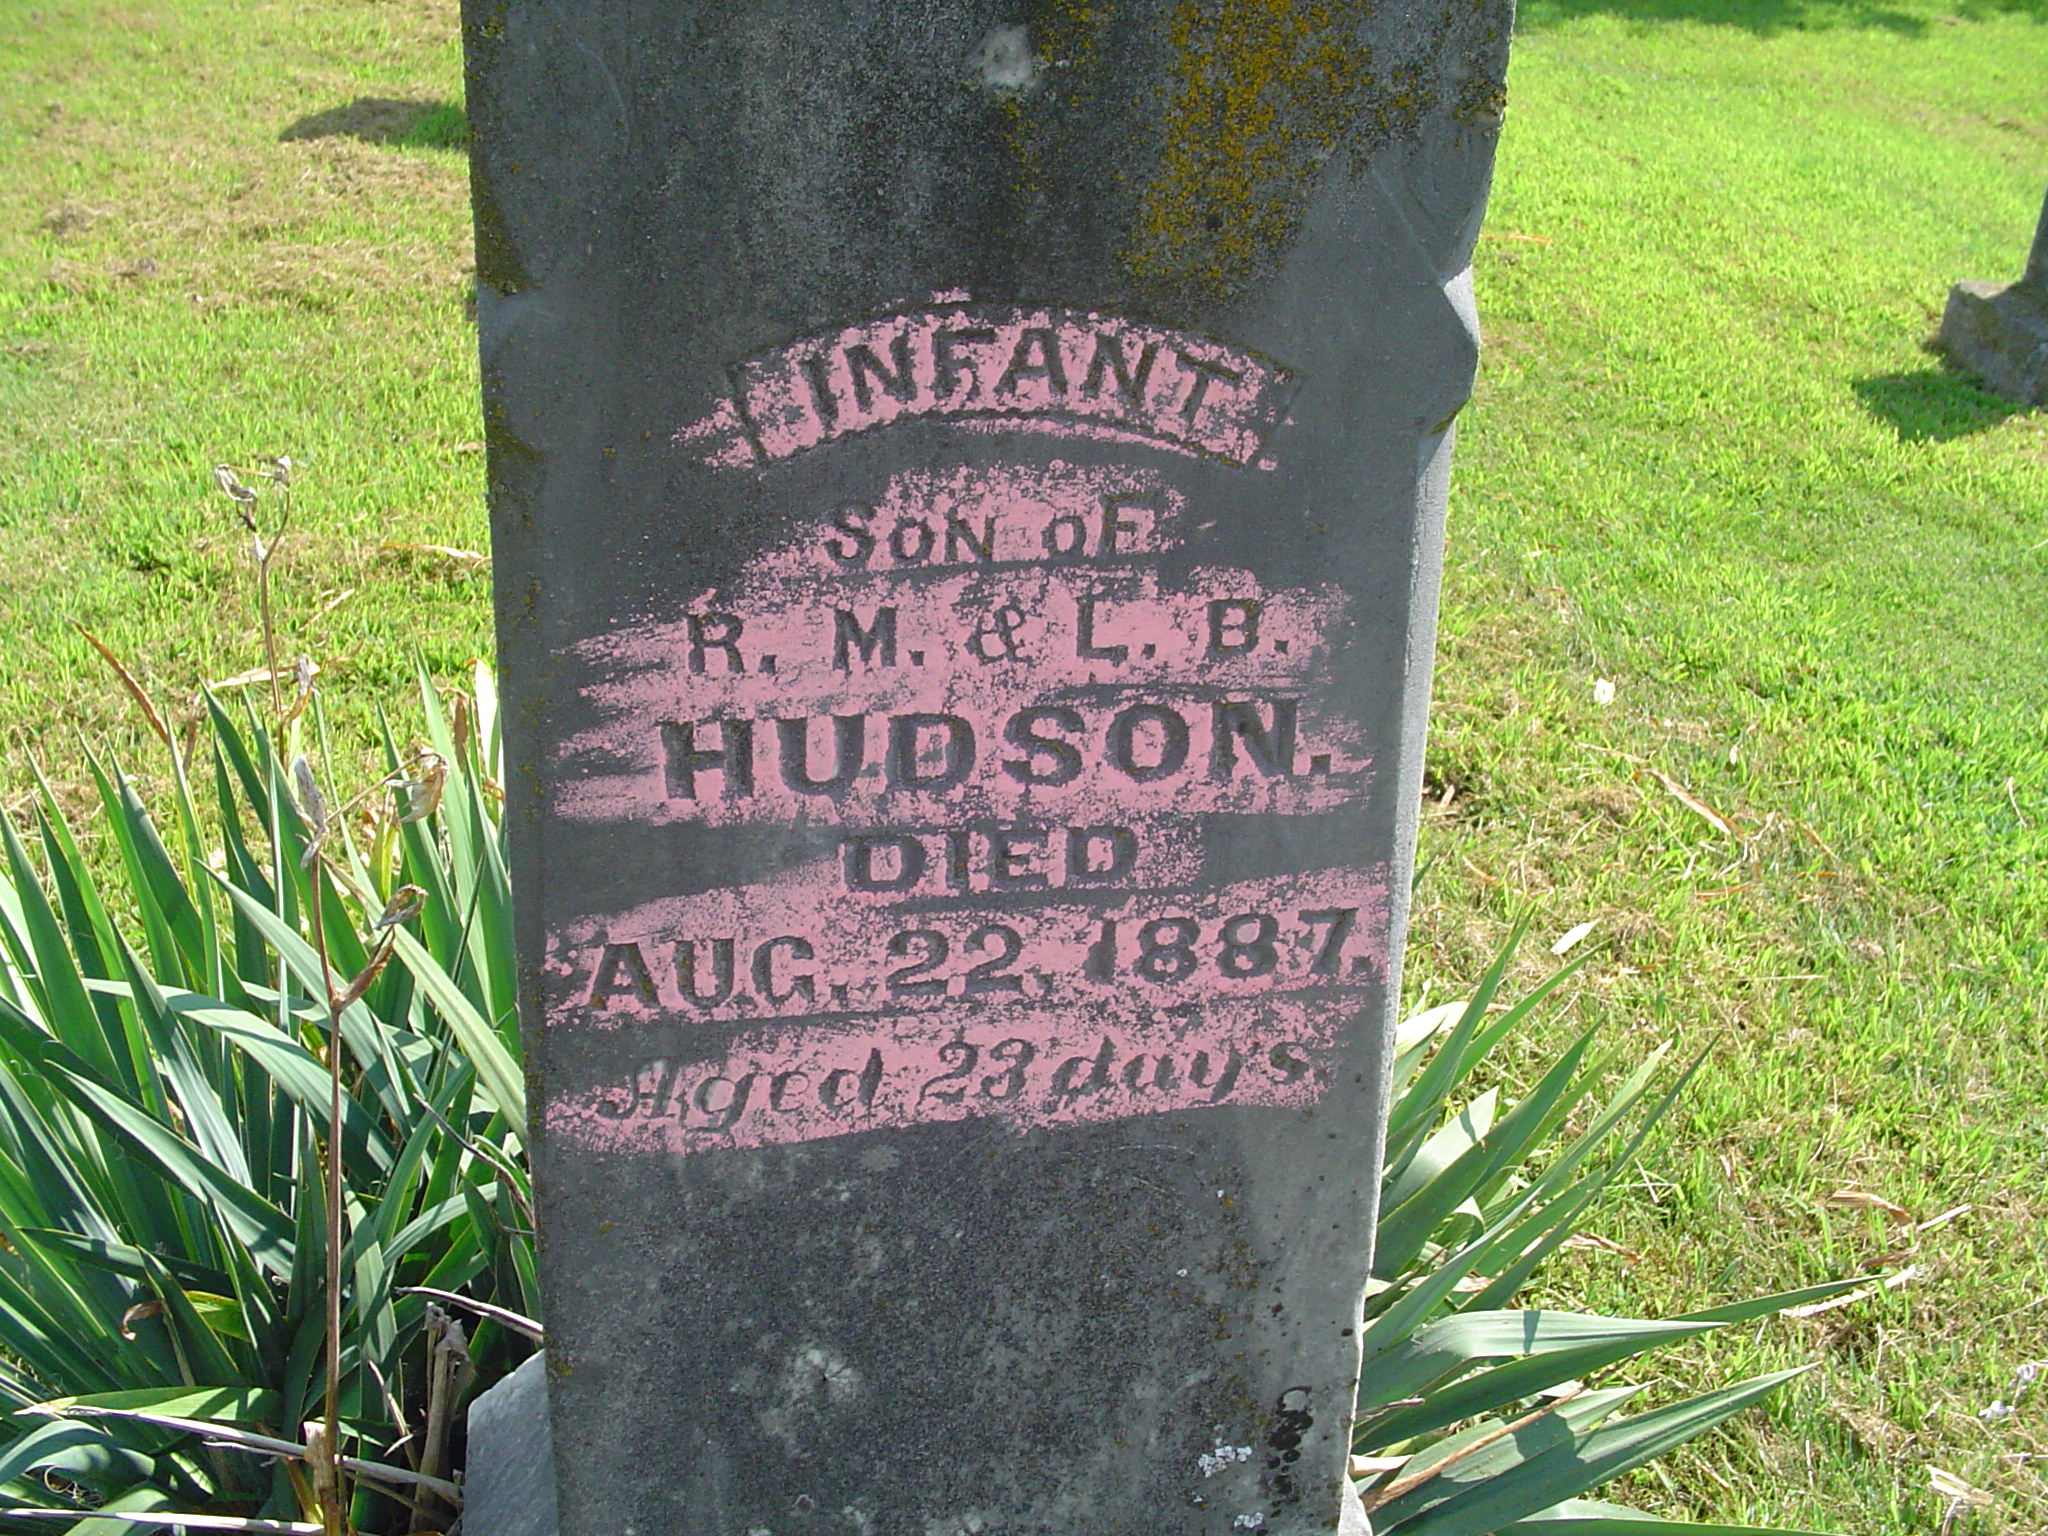 INFANT
SON OF
R. M. & L. B.
HUDSON.
DIED
AUG. 22, 1887.
Aged 23 days